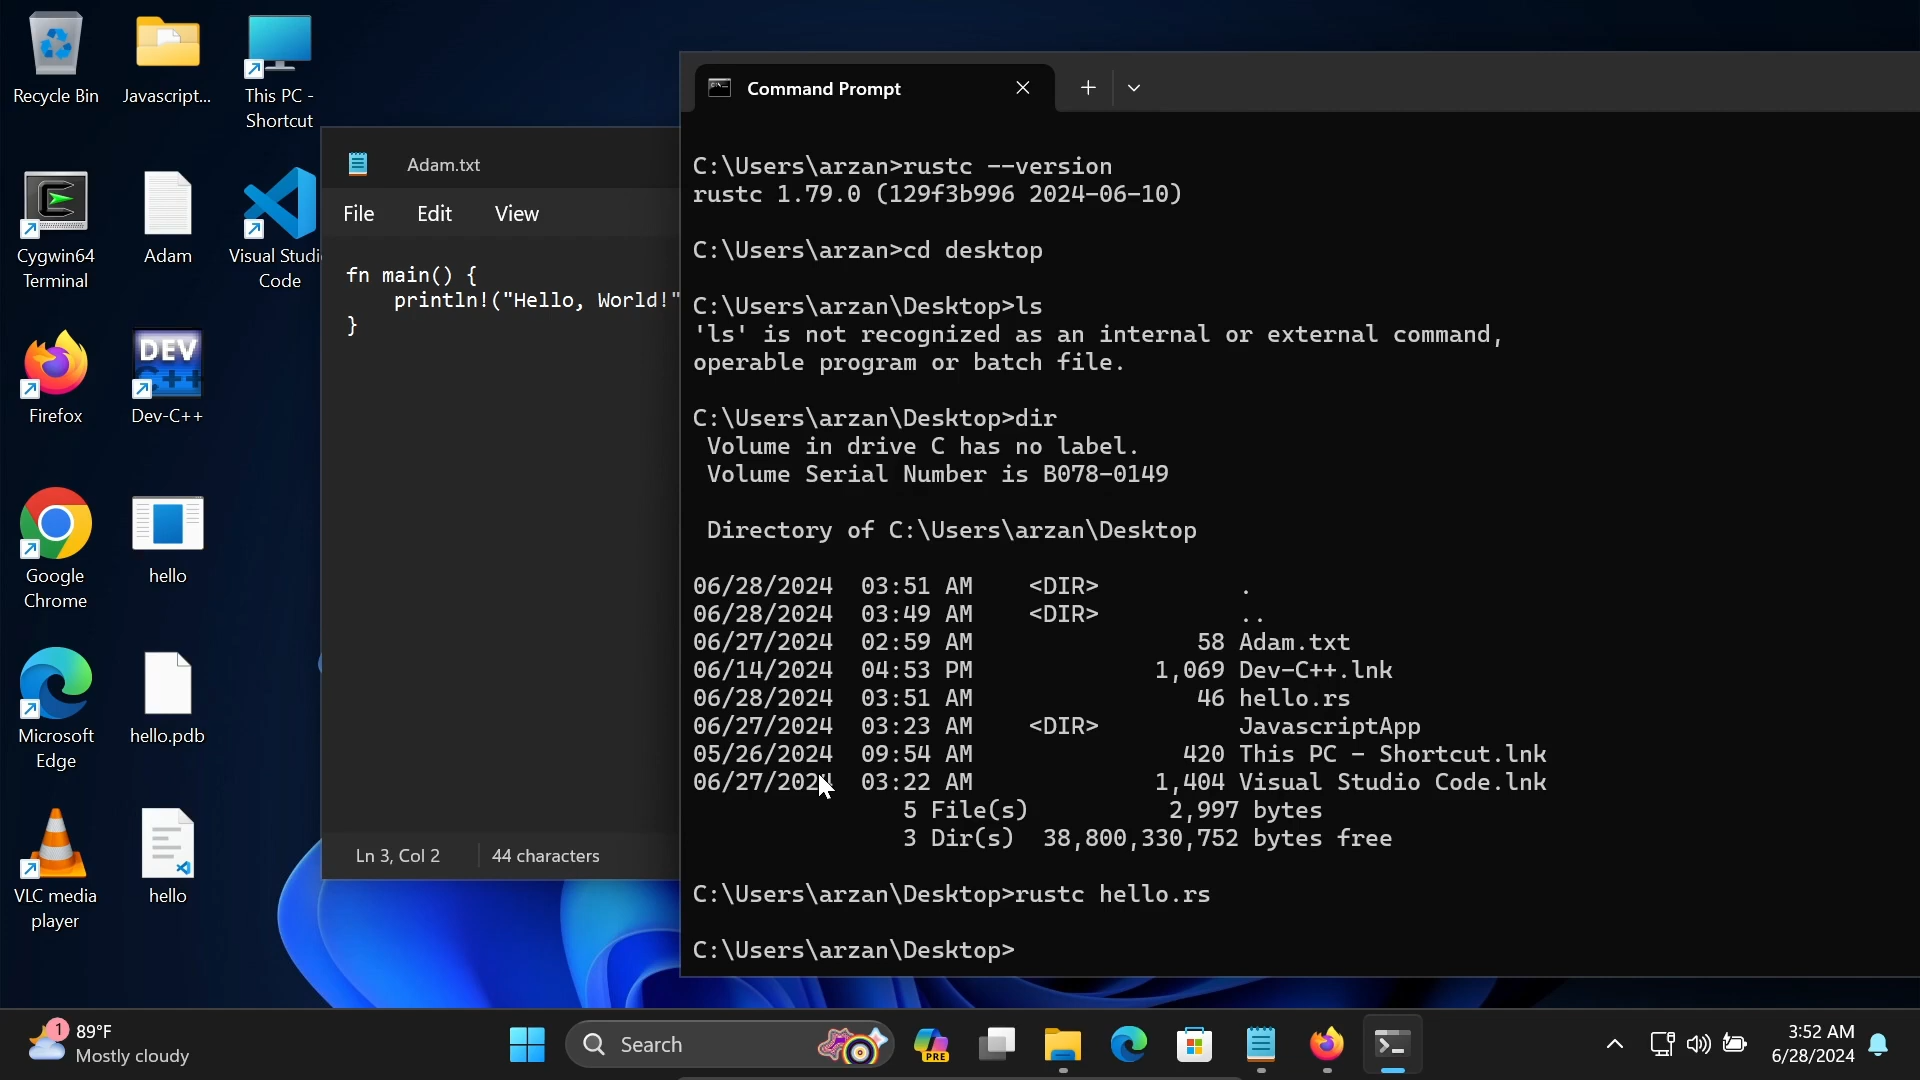 Recycle Bin
Javascript...
This PC -
Shortcut
Cygwin64
Terminal
Adam
Visual Studi
Code
Firefox
DEV
C++
Dev-C++
Google
Chrome
hello
Microsoft
Edge
hello.pdb
VLC media
player
hello
Adam.txt
File Edit View
fn main() {
    println!("Hello, World!"
}
Ln 3, Col 2 44 characters
Command Prompt
C:\Users\arzan>rustc --version
rustc 1.79.0 (129f3b996 2024-06-10)
C:\Users\arzan>cd desktop
C:\Users\arzan\Desktop>ls
'ls' is not recognized as an internal or external command,
operable program or batch file.
C:\Users\arzan\Desktop>dir
 Volume in drive C has no label.
 Volume Serial Number is B078-0149
 Directory of C:\Users\arzan\Desktop
06/28/2024  03:51 AM    <DIR>          .
06/28/2024  03:49 AM    <DIR>          ..
06/27/2024  02:59 AM                58 Adam.txt
06/14/2024  04:53 PM             1,069 Dev-C++.lnk
06/28/2024  03:51 AM                46 hello.rs
06/27/2024  03:23 AM    <DIR>          JavascriptApp
05/26/2024  09:54 AM               420 This PC - Shortcut.lnk
06/27/2024  03:22 AM             1,404 Visual Studio Code.lnk
               5 File(s)          2,997 bytes
               3 Dir(s)  38,800,330,752 bytes free
C:\Users\arzan\Desktop>rustc hello.rs
C:\Users\arzan\Desktop>
1
89°F
Mostly cloudy
Search
PRE
3:52 AM
6/28/2024